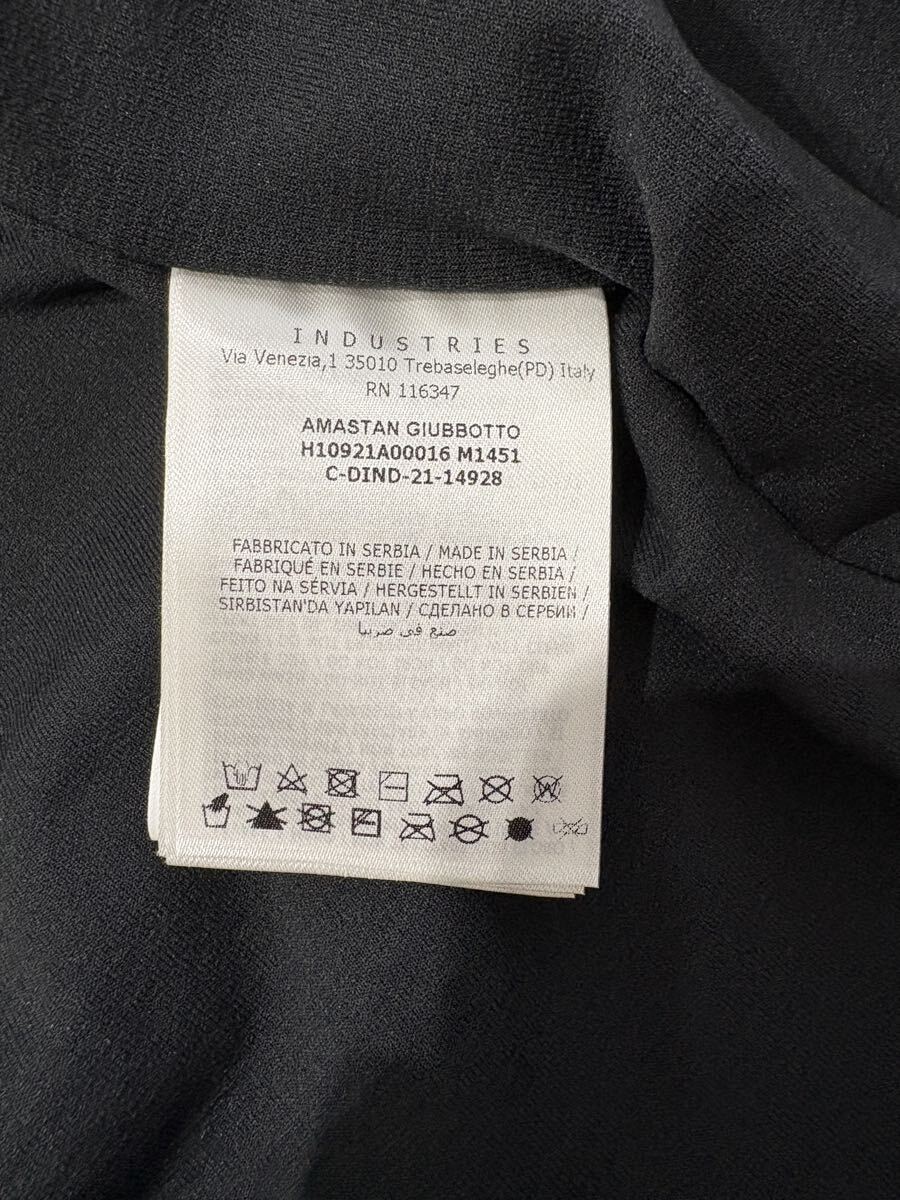 INDUSTRIES
Via Venezia,1 35010 Trebaseleghe(PD) Italy
RN 116347
AMASTAN GIUBBOTTO
H10921A00016 M1451
C-DIND-21-14928
FABBRICATO IN SERBIA / MADE IN SERBIA /
FABRIQUÉ EN SERBIE / HECHO EN SERBIA /
FEITO NA SÉRVIA / HERGESTELLT IN SERBIEN /
SIRBISTAN'DA YAPILAN / СДЕЛАНО В СЕРБИИ /
صنع في صربيا